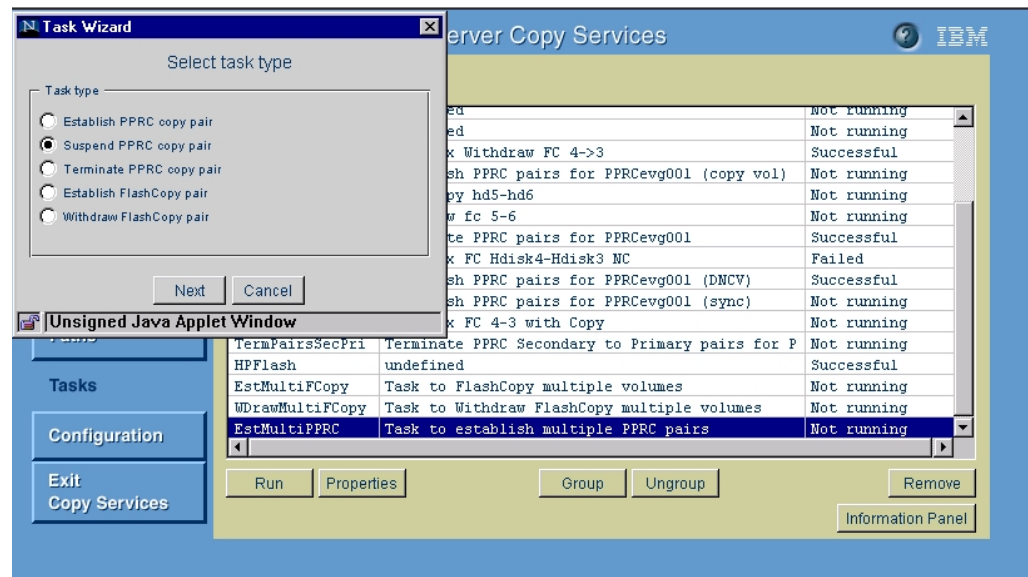 Task Wizard
Select task type
Task type
Establish PPRC copy pair
Suspend PPRC copy pair
Terminate PPRC copy pair
Establish FlashCopy pair
Withdraw FlashCopy pair
Next Cancel
Unsigned Java Applet Window
erver Copy Services
? IBM
ed Not running
ed Not running
x Withdraw FC 4->3 Successful
sh PPRC pairs for PPRCevg001 (copy vol) Not running
py hd5-hd6 Not running
w fc 5-6 Not running
te PPRC pairs for PPRCevg001 Successful
x FC Hdisk4-Hdisk3 NC Failed
sh PPRC pairs for PPRCevg001 (DNCV) Successful
sh PPRC pairs for PPRCevg001 (sync) Not running
x FC 4-3 with Copy Not running
TermPairsSecPri Terminate PPRC Secondary to Primary pairs for P Not running
HPFlash undefined Successful
EstMultiFCopy Task to FlashCopy multiple volumes Not running
WDrawMultiFCopy Task to Withdraw FlashCopy multiple volumes Not running
EstMultiPPRC Task to establish multiple PPRC pairs Not running
Paths
Tasks
Configuration
Exit
Copy Services
Run Properties Group Ungroup Remove
Information Panel